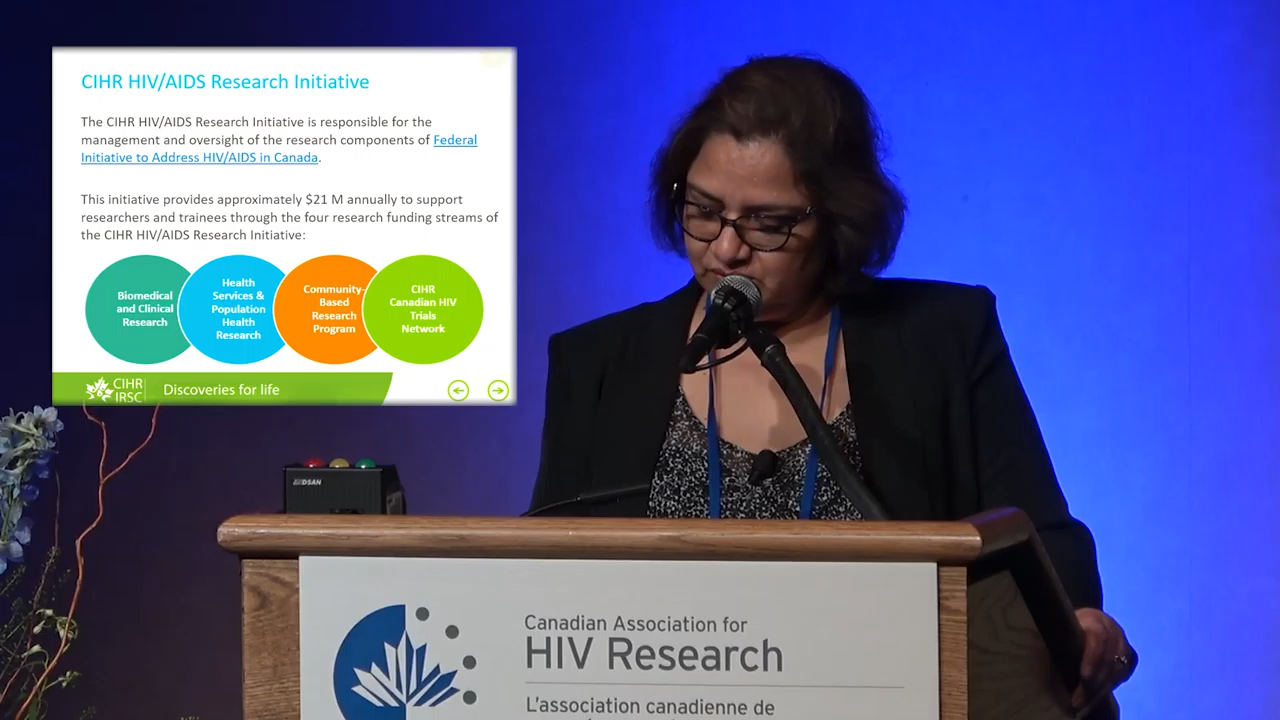 CIHR HIV/AIDS Research Initiative
The CIHR HIV/AIDS Research Initiative is responsible for the
management and oversight of the research components of Federal
Initiative to Address HIV/AIDS in Canada.
This initiative provides approximately $21 M annually to support
researchers and trainees through the four research funding streams of
the CIHR HIV/AIDS Research Initiative:
Biomedical
and Clinical
Research
Health
Services &
Population
Health
Research
Community-
Based
Research
Program
CIHR
Canadian HIV
Trials
Network
CIHR
IRSC
Discoveries for life
DSAN
Canadian Association for
HIV Research
L'association canadienne de